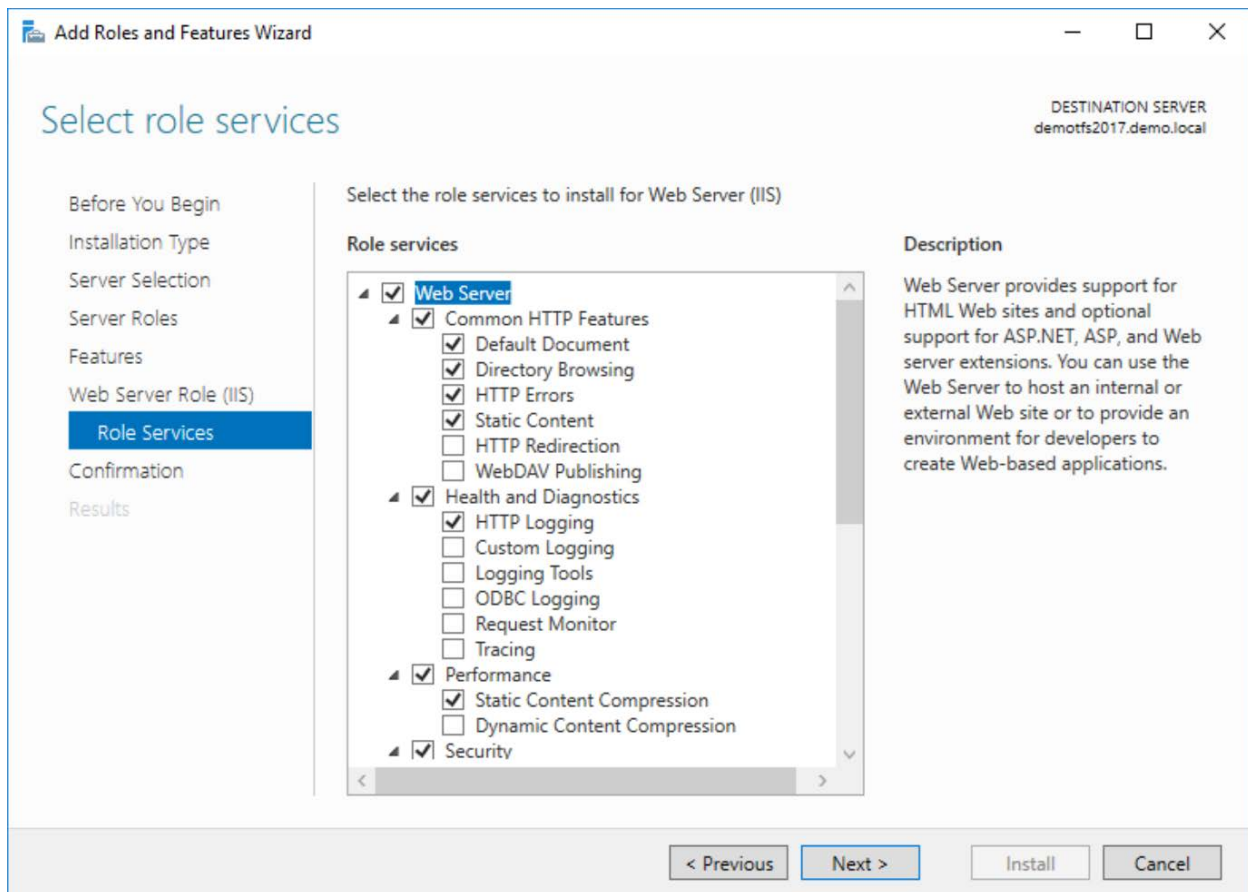 Add Roles and Features Wizard
Select role services
DESTINATION SERVER
demotfs2017.demo.local
Before You Begin
Installation Type
Server Selection
Server Roles
Features
Web Server Role (IIS)
Role Services
Confirmation
Results
Select the role services to install for Web Server (IIS)
Role services
Web Server
Common HTTP Features
Default Document
Directory Browsing
HTTP Errors
Static Content
HTTP Redirection
WebDAV Publishing
Health and Diagnostics
HTTP Logging
Custom Logging
Logging Tools
ODBC Logging
Request Monitor
Tracing
Performance
Static Content Compression
Dynamic Content Compression
Security
Description
Web Server provides support for
HTML Web sites and optional
support for ASP.NET, ASP, and Web
server extensions. You can use the
Web Server to host an internal or
external Web site or to provide an
environment for developers to
create Web-based applications.
< Previous
Next >
Install
Cancel